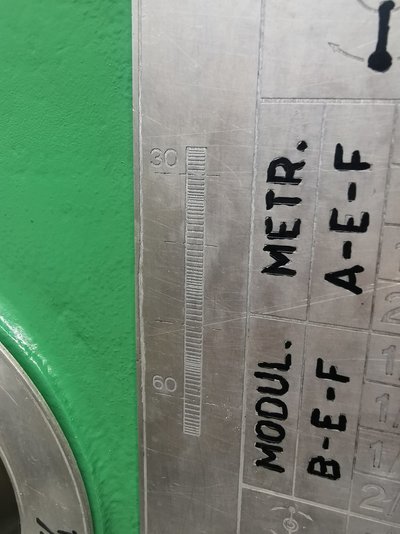 30
60
METR.
A-E-F
MODUL.
B-E-F